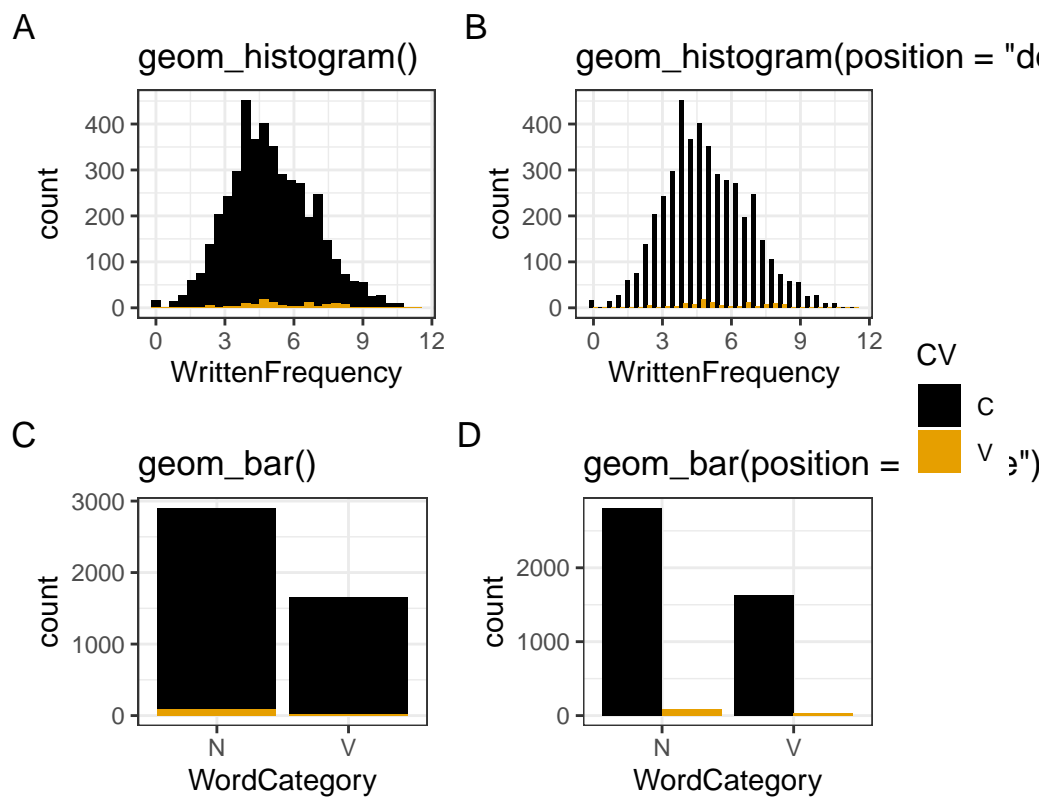 A
geom_histogram()
400
300
200
100
0
count
0 3 6 9 12
WrittenFrequency
B
geom_histogram(position = "do
400
300
200
100
0
count
0 3 6 9 12
WrittenFrequency
CV
C
V
C
geom_bar()
3000
2000
1000
0
count
N V
WordCategory
D
geom_bar(position = e")
2000
1000
0
count
N V
WordCategory